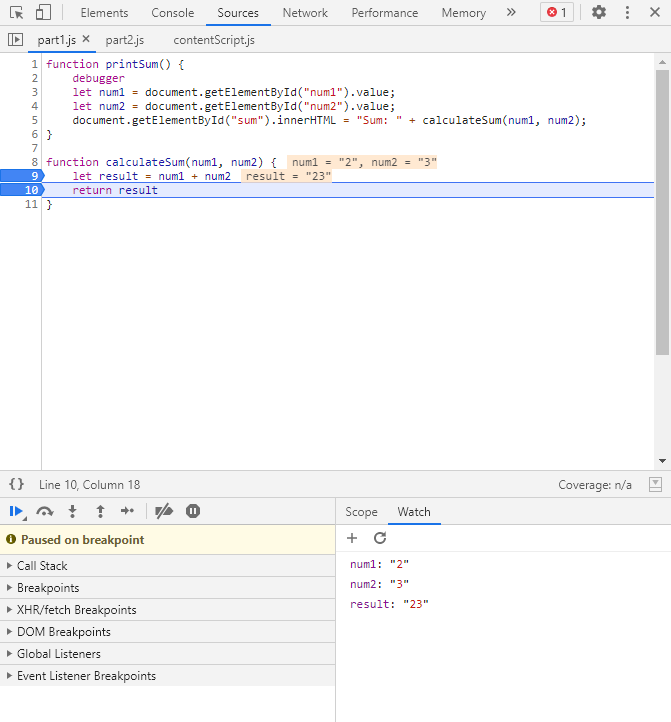 Elements Console Sources Network Performance Memory » 1
part1.js × part2.js contentScript.js
1 function printSum() {
2 debugger
3 let num1 = document.getElementById("num1").value;
4 let num2 = document.getElementById("num2").value;
5 document.getElementById("sum").innerHTML = "Sum: " + calculateSum(num1, num2);
6 }
7
8 function calculateSum(num1, num2) { num1 = "2", num2 = "3"
9 let result = num1 + num2 result = "23"
10 return result
11 }
{} Line 10, Column 18 Coverage: n/a
Scope Watch
Paused on breakpoint
Call Stack
Breakpoints
XHR/fetch Breakpoints
DOM Breakpoints
Global Listeners
Event Listener Breakpoints
num1: "2"
num2: "3"
result: "23"